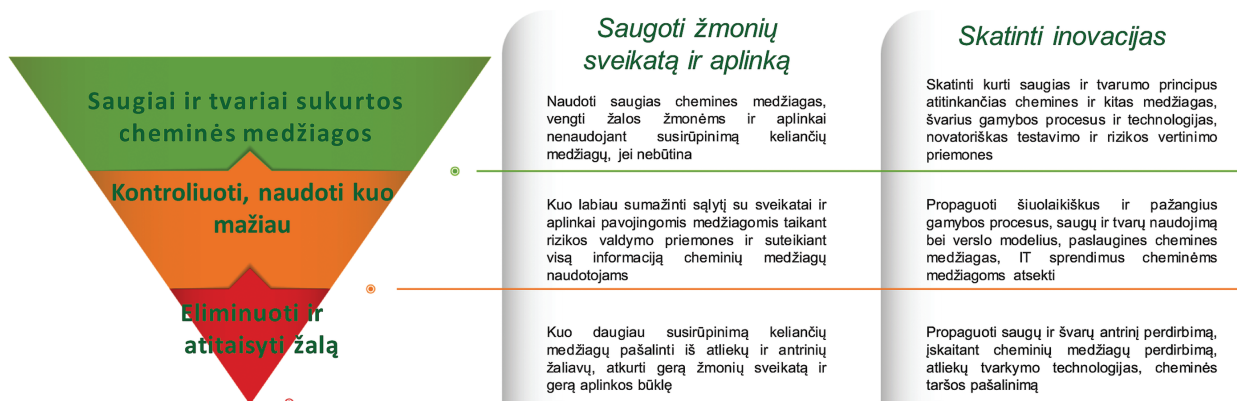 Saugiai ir tvariai sukurtos
cheminės medžiagos
Kontroliuoti, naudoti kuo
mažiau
Eliminuoti ir
atitaisyti žalą
Saugoti žmonių
sveikatą ir aplinką
Naudoti saugias chemines medžiagas,
vengti žalos žmonėms ir aplinkai
nenaudojant susirūpinimą keliančių
medžiagų, jei nebūtina
Kuo labiau sumažinti sąlytį su sveikatai ir
aplinkai pavojingomis medžiagomis taikant
rizikos valdymo priemones ir suteikiant
visą informaciją cheminių medžiagų
naudotojams
Kuo daugiau susirūpinimą keliančių
medžiagų pašalinti iš atliekų ir antrinių
žaliavų, atkurti gerą žmonių sveikatą ir
gerą aplinkos būklę
Skatinti inovacijas
Skatinti kurti saugias ir tvarumo principus
atitinkančias chemines ir kitas medžiagas,
švarius gamybos procesus ir technologijas,
novatoriškas testavimo ir rizikos vertinimo
priemones
Propaguoti šiuolaikiškus ir pažangius
gamybos procesus, saugų ir tvarų naudojimą
bei verslo modelius, paslaugines chemines
medžiagas, IT sprendimus cheminėms
medžiagoms atsekti
Propaguoti saugų ir švarų antrinį perdirbimą,
įskaitant cheminių medžiagų perdirbimą,
atliekų tvarkymo technologijas, cheminės
taršos pašalinimą